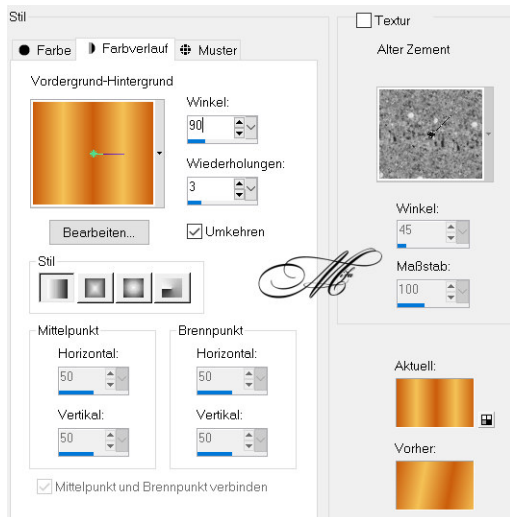 Stil
Textur
Farbe
Farbverlauf
Muster
Alter Zement
Vordergrund-Hintergrund
Winkel:
90
Wiederholungen:
3
Bearbeiten...
Umkehren
Winkel:
45
Stil
Maßstab:
100
Mittelpunkt
Brennpunkt
Horizontal:
Horizontal:
50
50
Aktuell:
Vertikal:
Vertikal:
50
50
Vorher:
Mittelpunkt und Brennpunkt verbinden